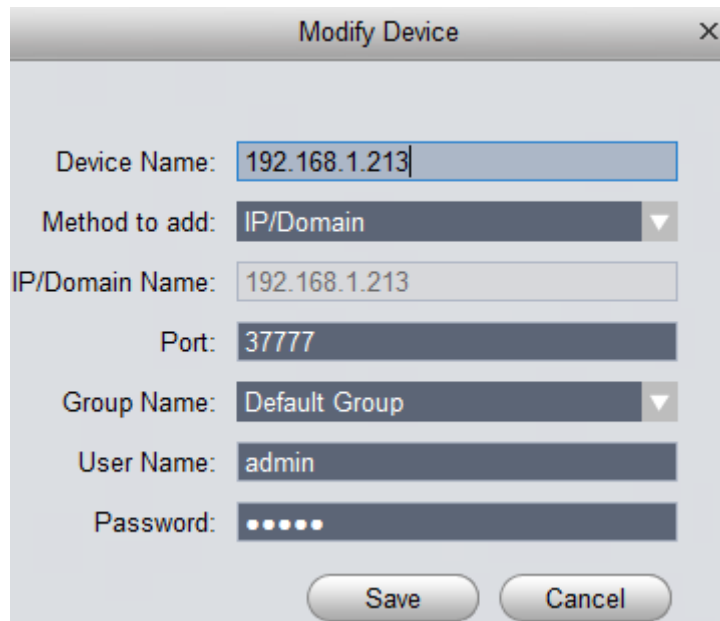 Modify Device
Device Name: 192.168.1.213
Method to add: IP/Domain
IP/Domain Name: 192.168.1.213
Port: 37777
Group Name: Default Group
User Name: admin
Password: •••••
Save Cancel